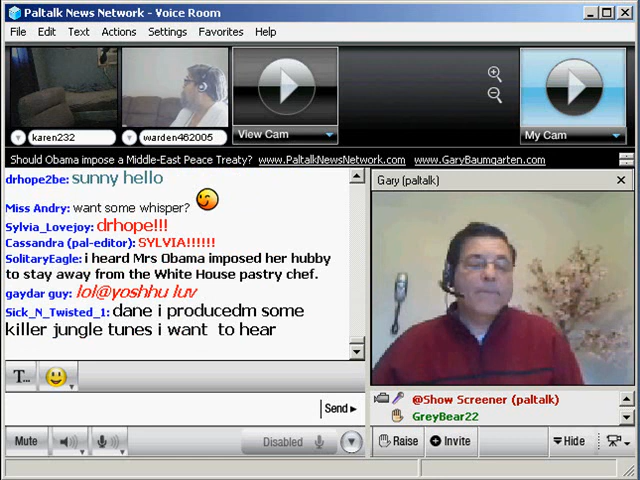 Paltalk News Network - Voice Room
File Edit Text Actions Settings Favorites Help
karen232
warden462005
View Cam
My Cam
Should Obama impose a Middle-East Peace Treaty? www.PaltalkNewsNetwork.com www.GaryBaumgarten.com
drhope2be: sunny hello
Miss Andry: want some whisper?
Sylvia_Lovejoy: drhope!!!
Cassandra (pal-editor): SYLVIA!!!!!!
SolitaryEagle: i heard Mrs Obama imposed her hubby
to stay away from the White House pastry chef.
gaydar guy: lol@yoshhu luv
Sick_N_Twisted_1: dane i producedm some
killer jungle tunes i want to hear
Gary (paltalk)
T...
Send
@Show Screener (paltalk)
GreyBear22
Mute
Disabled
Raise
Invite
Hide